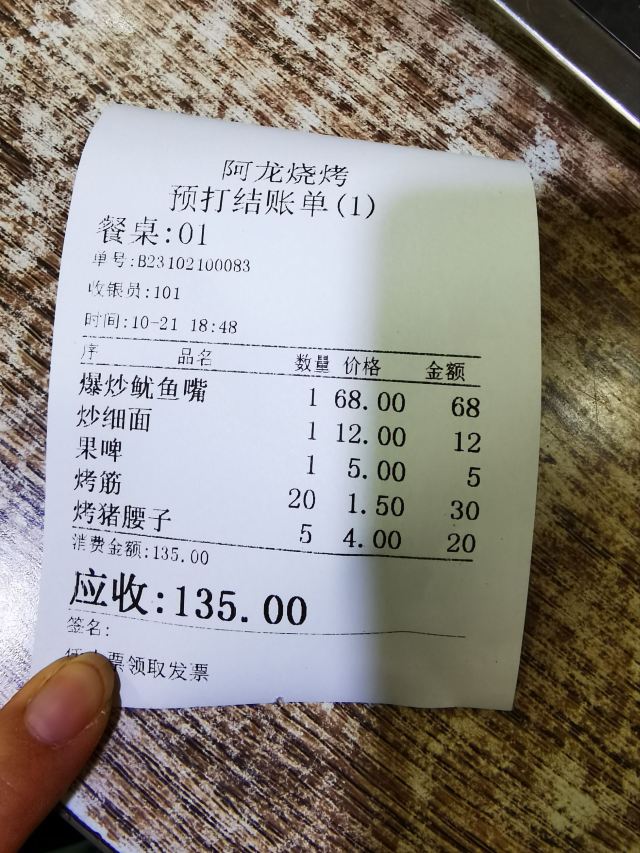 阿龙烧烤
预打结账单(1)
餐桌:01
单号:B23102100083
收银员:101
时间:10-21 18:48
序 品名 数量 价格 金额
爆炒鱿鱼嘴 1 68.00 68
炒细面 1 12.00 12
果啤 1 5.00 5
烤筋 20 1.50 30
烤猪腰子 5 4.00 20
消费金额:135.00
应收:135.00
签名:
票领取发票